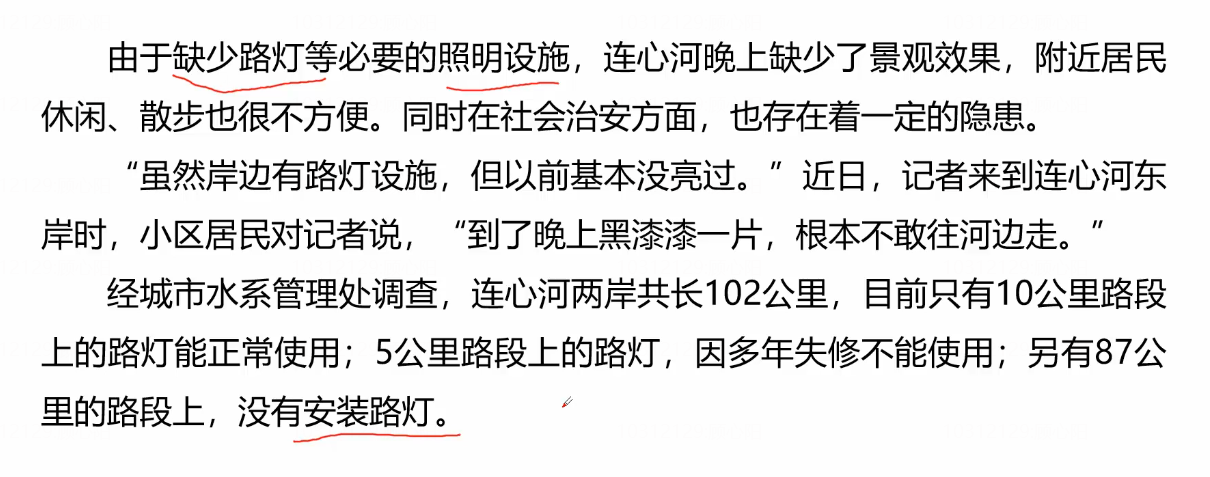 由于缺少路灯等必要的照明设施，连心河晚上缺少了景观效果，附近居民
休闲、散步也很不方便。同时在社会治安方面，也存在着一定的隐患。
“虽然岸边有路灯设施，但以前基本没亮过。”近日，记者来到连心河东
岸时，小区居民对记者说，“到了晚上黑漆漆一片，根本不敢往河边走。”
经城市水系管理处调查，连心河两岸共长102公里，目前只有10公里路段
上的路灯能正常使用；5公里路段上的路灯，因多年失修不能使用；另有87公
里的路段上，没有安装路灯。